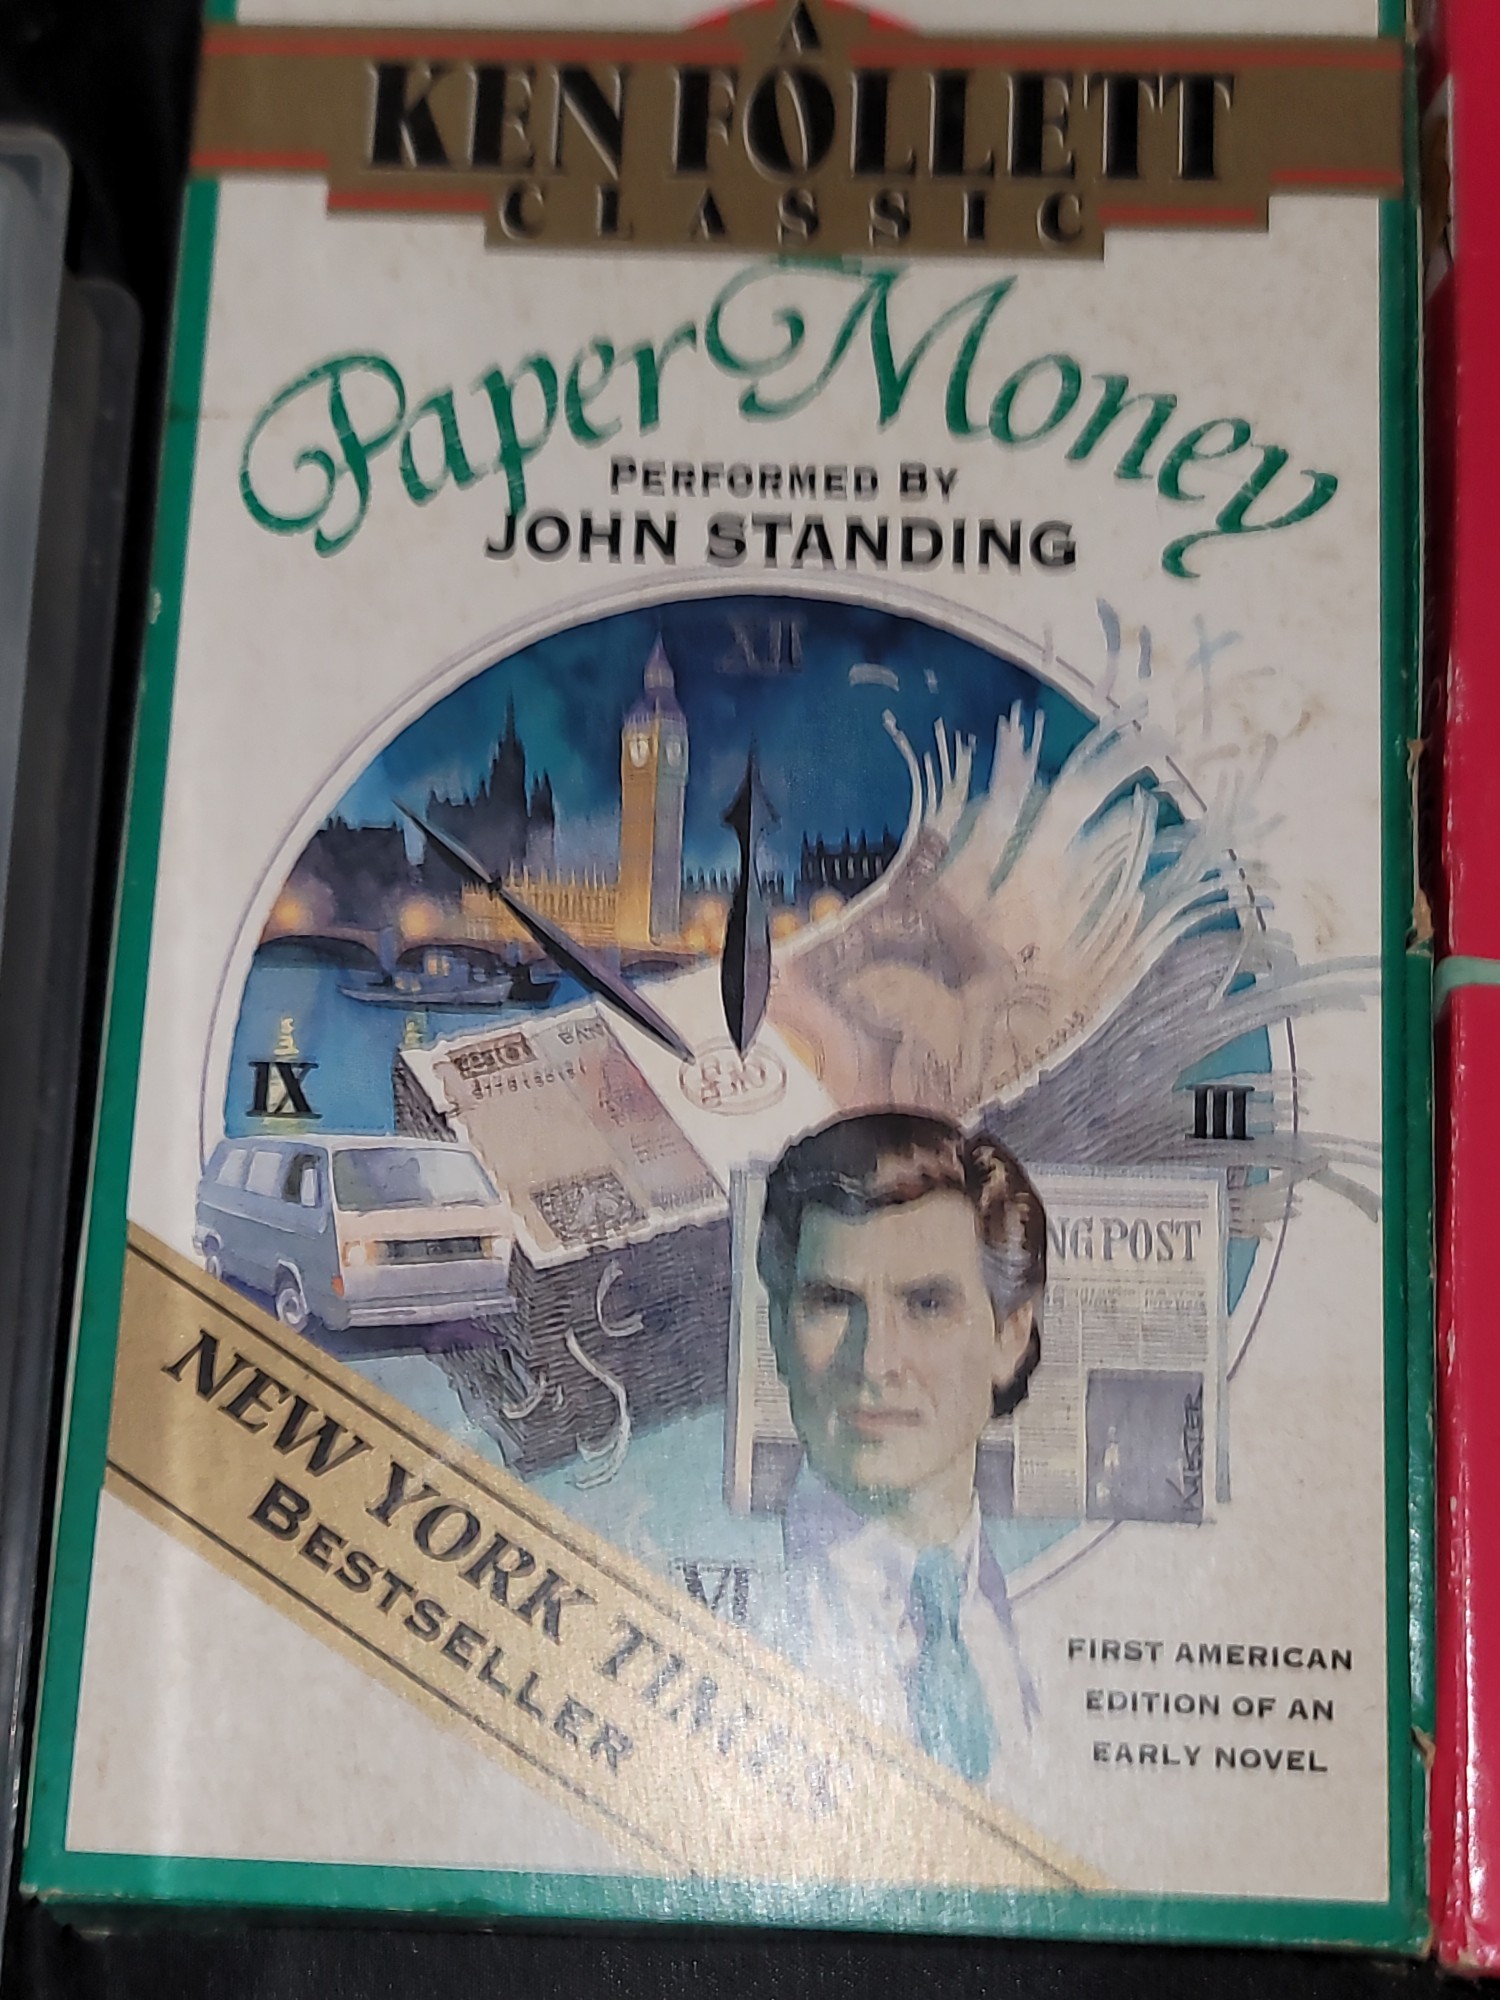 A
KEN FOLLETT
CLASSIC
Paper Money
PERFORMED BY
JOHN STANDING
XII
IX
III
NG POST
KIESTER
VI
NEW YORK TIMES
BESTSELLER
FIRST AMERICAN
EDITION OF AN
EARLY NOVEL